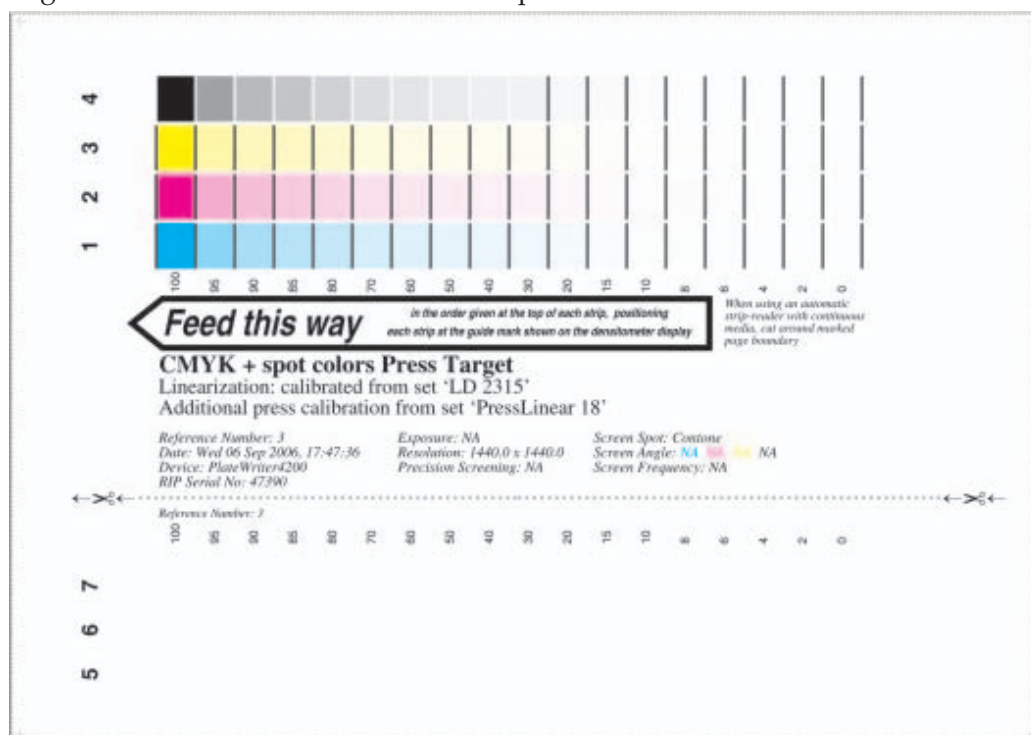 4
3
2
1
100 95 90 85 80 70 60 50 40 30 20 15 10 8 6 4 2 0
Feed this way
in the order given at the top of each strip, positioning
each strip at the guide mark shown on the densitometer display
When using an automatic
strip-reader with continuous
media, cut around marked
page boundary
CMYK + spot colors Press Target
Linearization: calibrated from set ‘LD 2315’
Additional press calibration from set ‘PressLinear 18’
Reference Number: 3
Date: Wed 06 Sep 2006, 17:47:36
Device: PlateWriter4200
RIP Serial No: 47390
Exposure: NA
Resolution: 1440.0 x 1440.0
Precision Screening: NA
Screen Spot: Contone
Screen Angle: NA NA NA NA
Screen Frequency: NA
Reference Number: 3
100 95 90 85 80 70 60 50 40 30 20 15 10 8 6 4 2 0
7
6
5